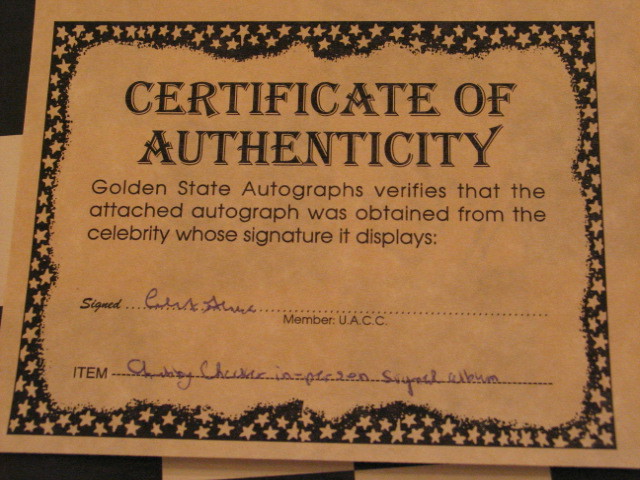 CERTIFICATE OF
AUTHENTICITY
Golden State Autographs verifies that the
attached autograph was obtained from the
celebrity whose signature it displays:
Signed
Member: U.A.C.C.
ITEM Chubby Checker in-person signed album